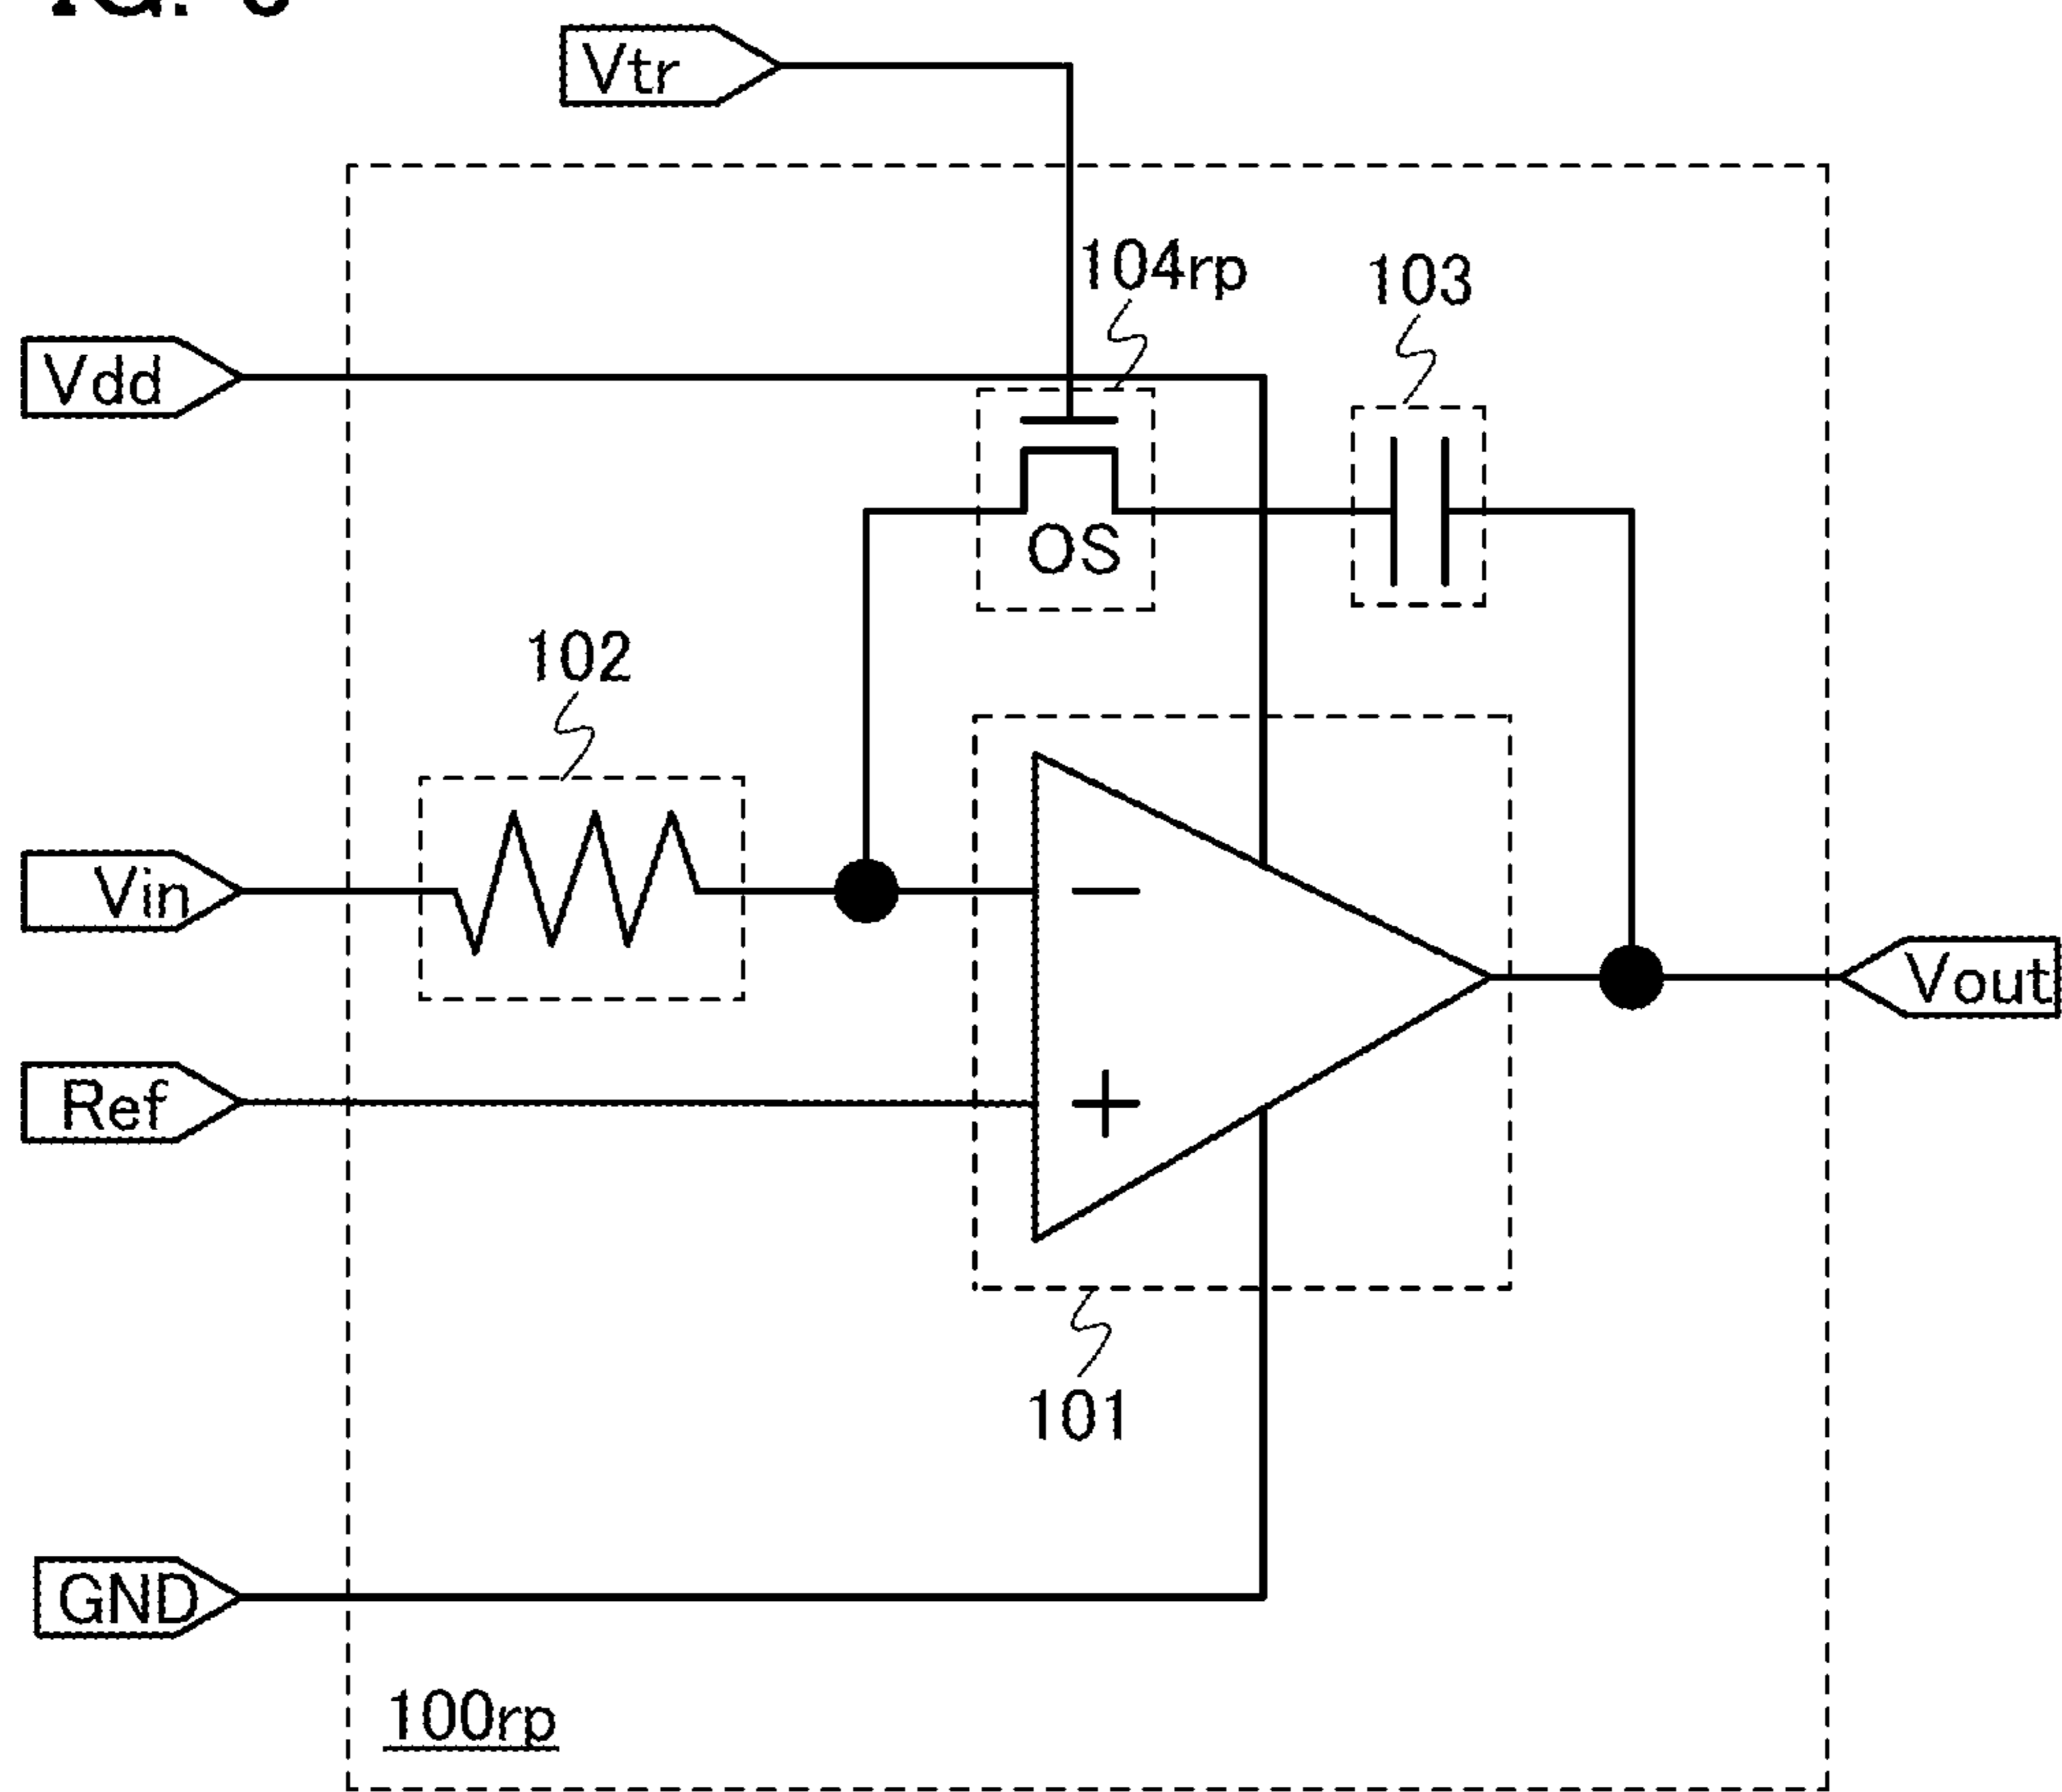 Vtr
104rp
103
Vdd
OS
102
−
Vin
Vout
Ref
+
101
GND
100rp